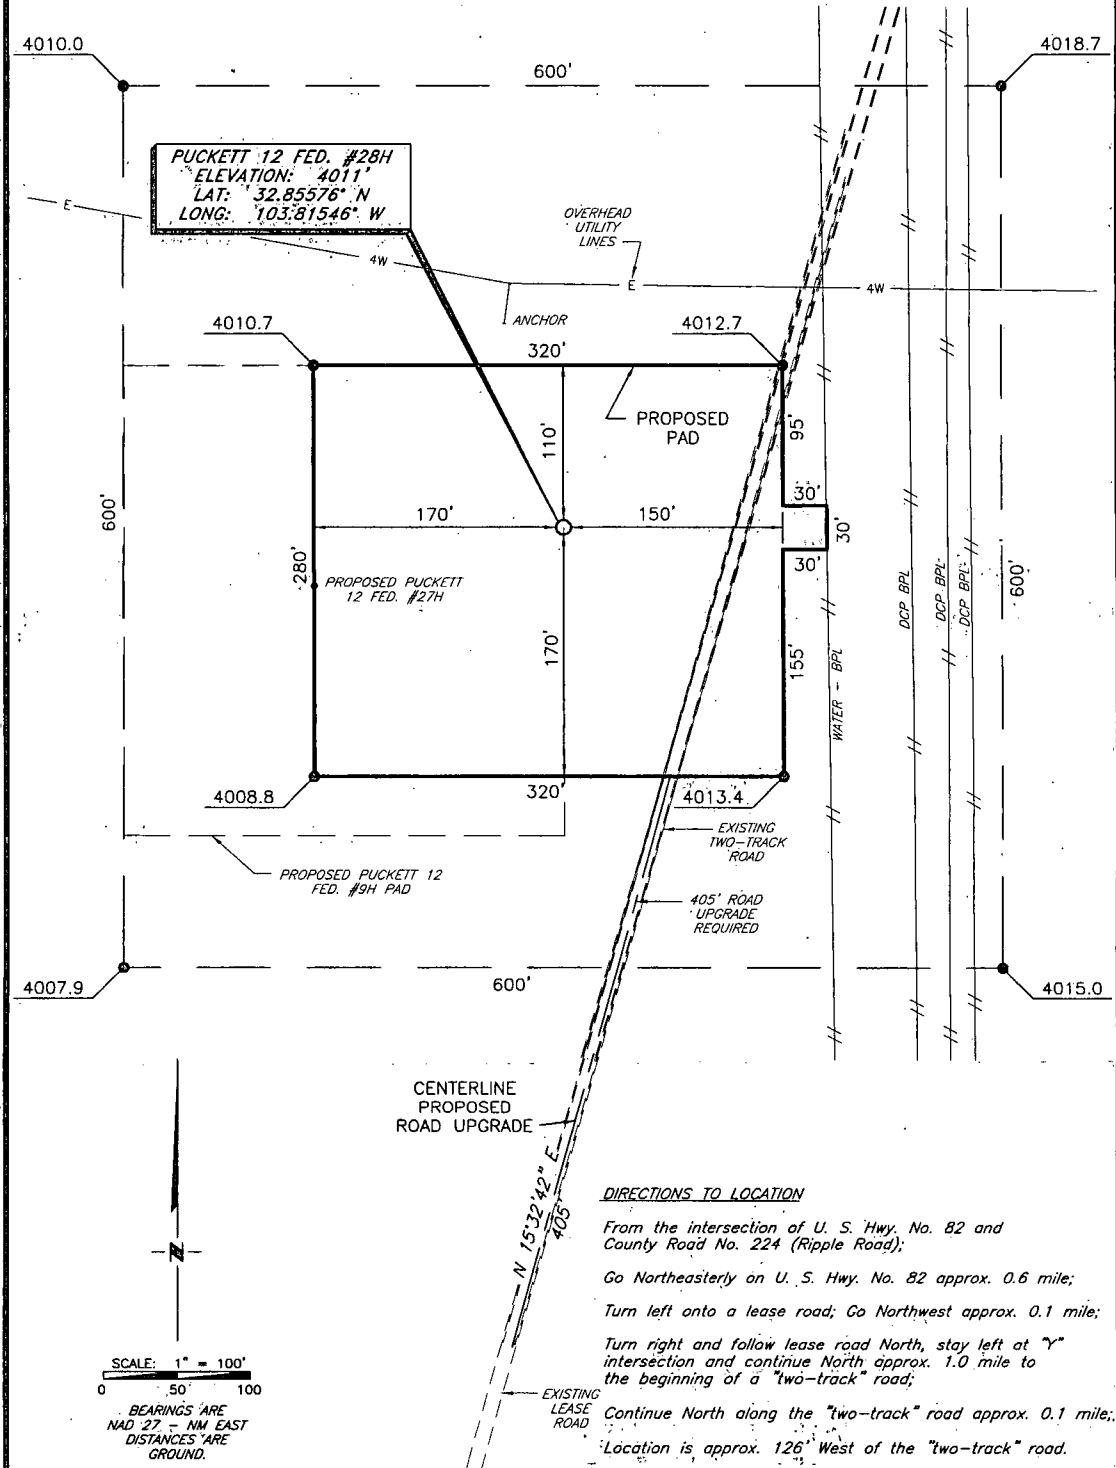 4010.0
600'
4018.7
PUCKETT 12 FED. #28H
ELEVATION: 4011'
LAT: 32.85576° N
LONG: 103.81546° W
E
4W
OVERHEAD
UTILITY
LINES
E
4W
ANCHOR
4010.7
4012.7
320'
PROPOSED
PAD
110'
95'
600'
170'
150'
30'
30'
30'
280'
PROPOSED PUCKETT
12 FED. #27H
170'
155'
WATER - BPL
DCP BPL
DCP BPL
DCP BPL
600'
4008.8
320'
4013.4
EXISTING
TWO-TRACK
ROAD
PROPOSED PUCKETT 12
FED. #9H PAD
405' ROAD
UPGRADE
REQUIRED
4007.9
600'
4015.0
CENTERLINE
PROPOSED
ROAD UPGRADE
N 15°32'42" E
405'
N
SCALE: 1" = 100'
0 50 100
BEARINGS ARE
NAD 27 - NM EAST
DISTANCES ARE
GROUND.
EXISTING
LEASE
ROAD
DIRECTIONS TO LOCATION
From the intersection of U. S. Hwy. No. 82 and
County Road No. 224 (Ripple Road);
Go Northeasterly on U. S. Hwy. No. 82 approx. 0.6 mile;
Turn left onto a lease road; Go Northwest approx. 0.1 mile;
Turn right and follow lease road North, stay left at "Y"
intersection and continue North approx. 1.0 mile to
the beginning of a "two-track" road;
Continue North along the "two-track" road approx. 0.1 mile;
Location is approx. 126' West of the "two-track" road.